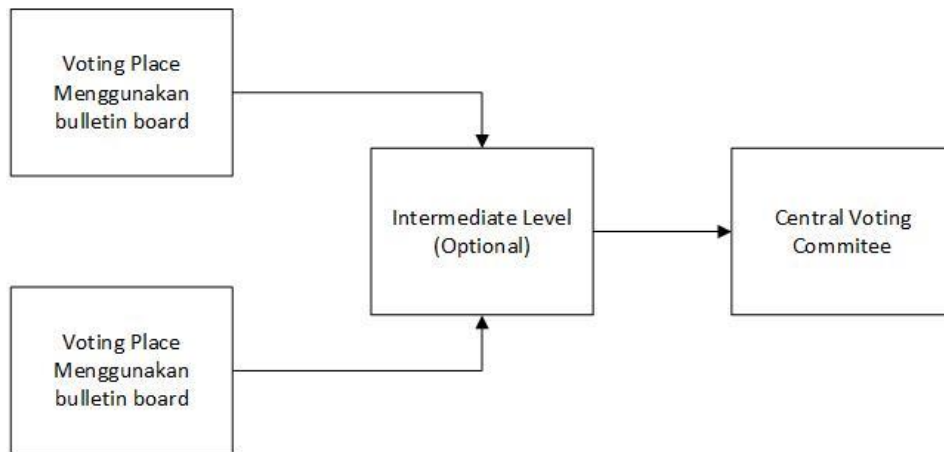 Voting Place
Menggunakan
bulletin board
Intermediate Level
(Optional)
Central Voting
Commitee
Voting Place
Menggunakan
bulletin board